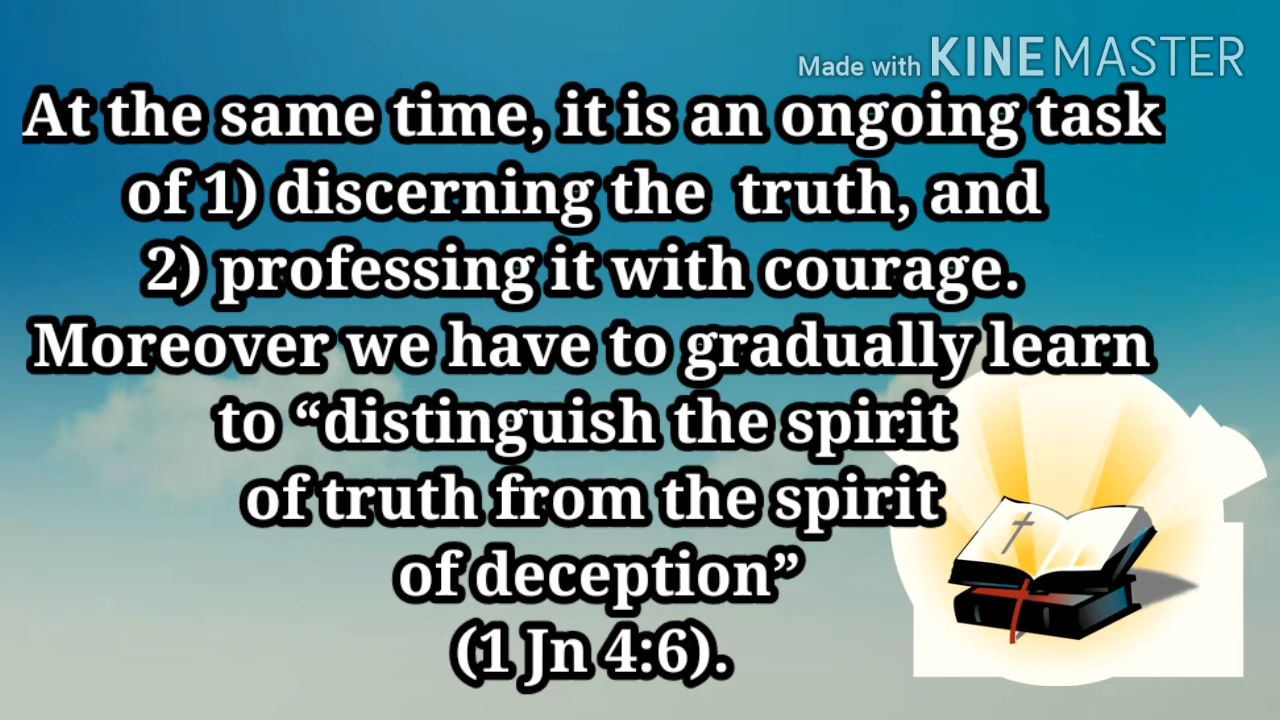 Made with KINEMASTER
At the same time, it is an ongoing task
of 1) discerning the  truth, and
2) professing it with courage.
Moreover we have to gradually learn
to “distinguish the spirit
of truth from the spirit
of deception”
(1 Jn 4:6).